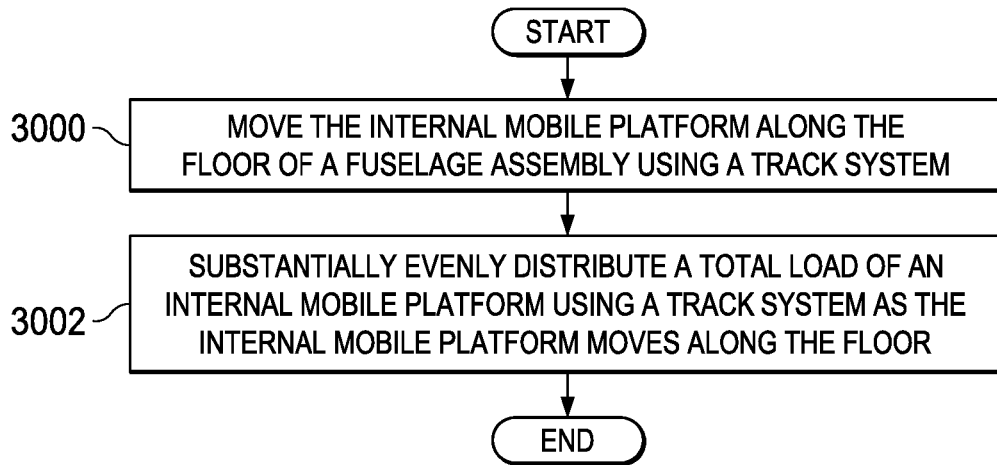 START
3000
MOVE THE INTERNAL MOBILE PLATFORM ALONG THE
FLOOR OF A FUSELAGE ASSEMBLY USING A TRACK SYSTEM
3002
SUBSTANTIALLY EVENLY DISTRIBUTE A TOTAL LOAD OF AN
INTERNAL MOBILE PLATFORM USING A TRACK SYSTEM AS THE
INTERNAL MOBILE PLATFORM MOVES ALONG THE FLOOR
END